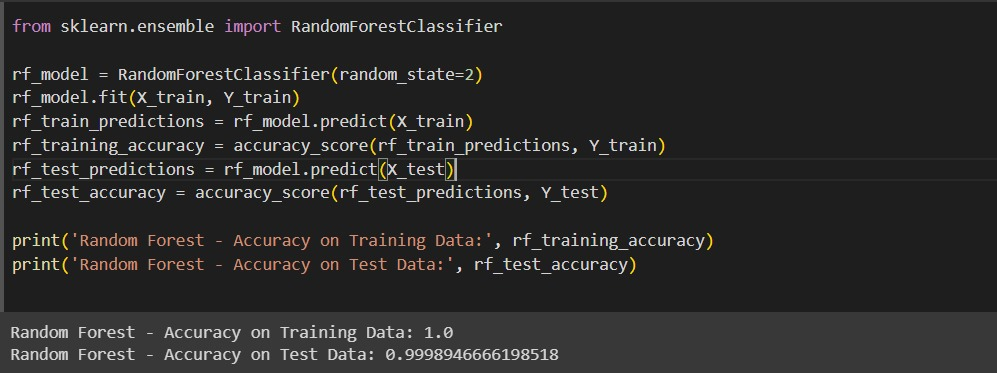 from sklearn.ensemble import RandomForestClassifier
rf_model = RandomForestClassifier(random_state=2)
rf_model.fit(X_train, Y_train)
rf_train_predictions = rf_model.predict(X_train)
rf_training_accuracy = accuracy_score(rf_train_predictions, Y_train)
rf_test_predictions = rf_model.predict(X_test)
rf_test_accuracy = accuracy_score(rf_test_predictions, Y_test)
print('Random Forest - Accuracy on Training Data:', rf_training_accuracy)
print('Random Forest - Accuracy on Test Data:', rf_test_accuracy)
Random Forest - Accuracy on Training Data: 1.0
Random Forest - Accuracy on Test Data: 0.9998946666198518